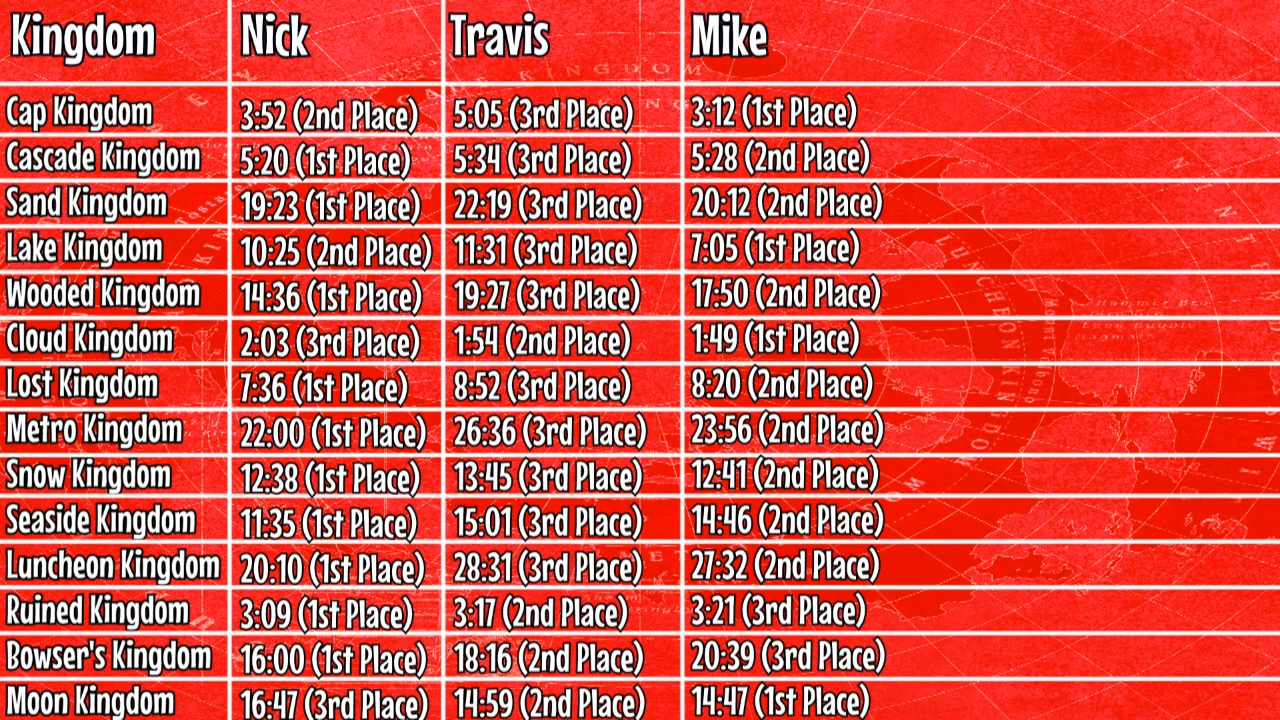 Kingdom Nick Travis Mike
Cap Kingdom 3:52 (2nd Place) 5:05 (3rd Place) 3:12 (1st Place)
Cascade Kingdom 5:20 (1st Place) 5:34 (3rd Place) 5:28 (2nd Place)
Sand Kingdom 19:23 (1st Place) 22:19 (3rd Place) 20:12 (2nd Place)
Lake Kingdom 10:25 (2nd Place) 11:31 (3rd Place) 7:05 (1st Place)
Wooded Kingdom 14:36 (1st Place) 19:27 (3rd Place) 17:50 (2nd Place)
Cloud Kingdom 2:03 (3rd Place) 1:54 (2nd Place) 1:49 (1st Place)
Lost Kingdom 7:36 (1st Place) 8:52 (3rd Place) 8:20 (2nd Place)
Metro Kingdom 22:00 (1st Place) 26:36 (3rd Place) 23:56 (2nd Place)
Snow Kingdom 12:38 (1st Place) 13:45 (3rd Place) 12:41 (2nd Place)
Seaside Kingdom 11:35 (1st Place) 15:01 (3rd Place) 14:46 (2nd Place)
Luncheon Kingdom 20:10 (1st Place) 28:31 (3rd Place) 27:32 (2nd Place)
Ruined Kingdom 3:09 (1st Place) 3:17 (2nd Place) 3:21 (3rd Place)
Bowser's Kingdom 16:00 (1st Place) 18:16 (2nd Place) 20:39 (3rd Place)
Moon Kingdom 16:47 (3rd Place) 14:59 (2nd Place) 14:47 (1st Place)
LUNCHEON KINGDOM